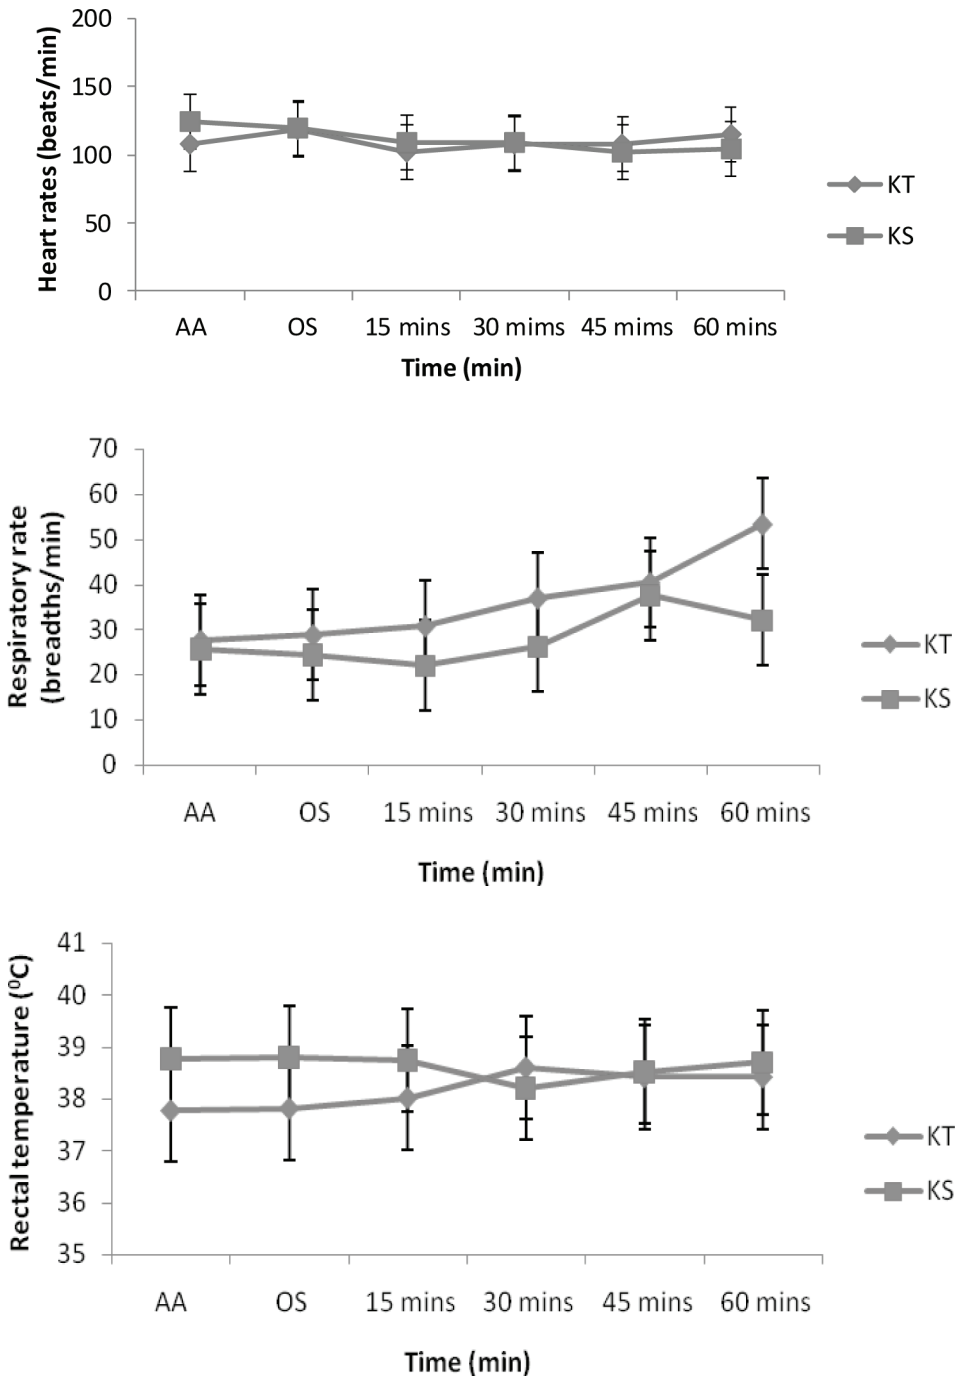 200
150
100
50
0
Heart rates (beats/min)
AA OS 15 mins 30 mims 45 mims 60 mins
Time (min)
KT
KS
70
60
50
40
30
20
10
0
Respiratory rate
(breadths/min)
AA OS 15 mins 30 mins 45 mins 60 mins
Time (min)
KT
KS
41
40
39
38
37
36
35
Rectal temperature (⁰C)
AA OS 15 mins 30 mins 45 mins 60 mins
Time (min)
KT
KS